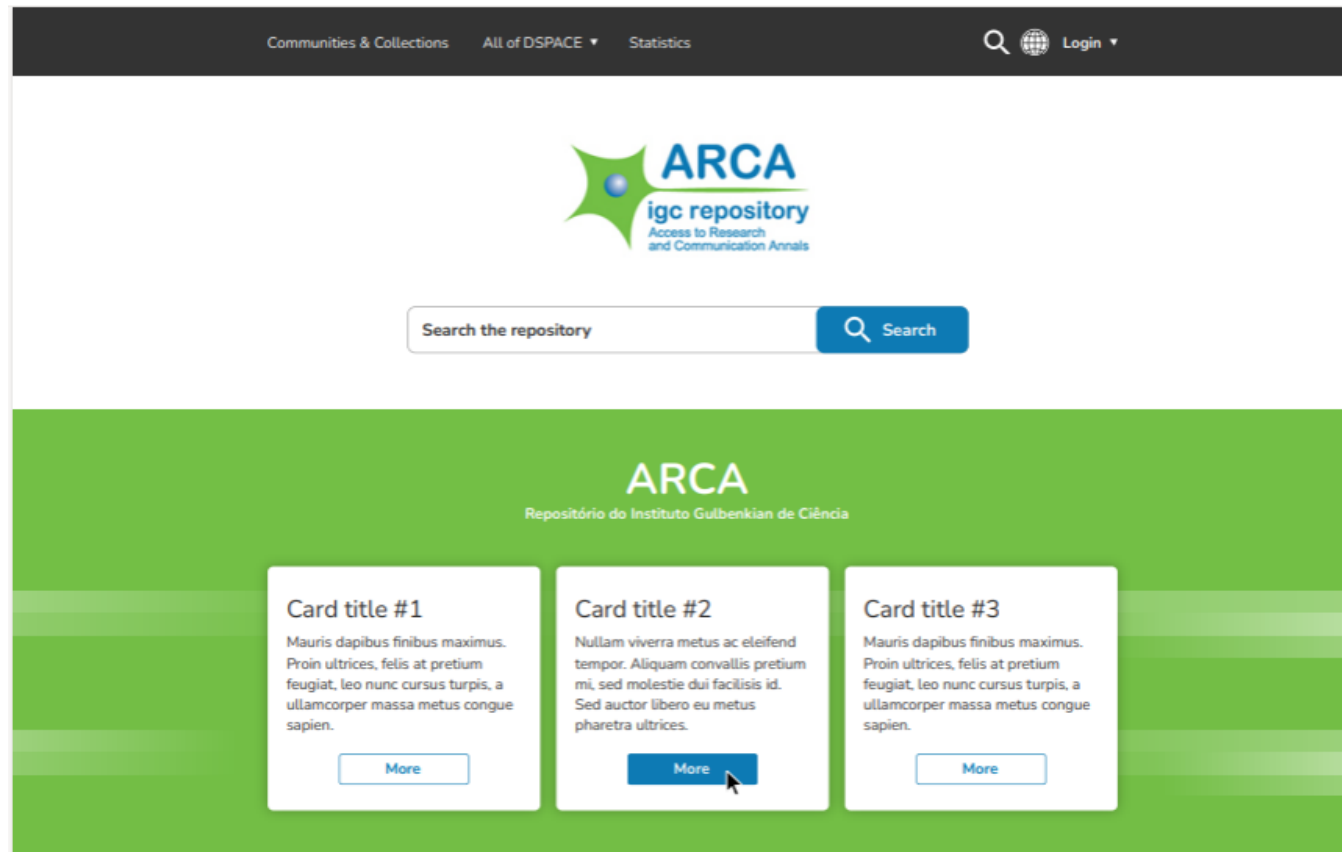 Communities & Collections All of DSPACE ▼ Statistics Login ▼
ARCA
igc repository
Access to Research
and Communication Annals
Search the repository Search
ARCA
Repositório do Instituto Gulbenkian de Ciência
Card title #1
Mauris dapibus finibus maximus.
Proin ultrices, felis at pretium
feugiat, leo nunc cursus turpis, a
ullamcorper massa metus congue
sapien.
More
Card title #2
Nullam viverra metus ac eleifend
tempor. Aliquam convallis pretium
mi, sed molestie dui facilisis id.
Sed auctor libero eu metus
pharetra ultrices.
More
Card title #3
Mauris dapibus finibus maximus.
Proin ultrices, felis at pretium
feugiat, leo nunc cursus turpis, a
ullamcorper massa metus congue
sapien.
More